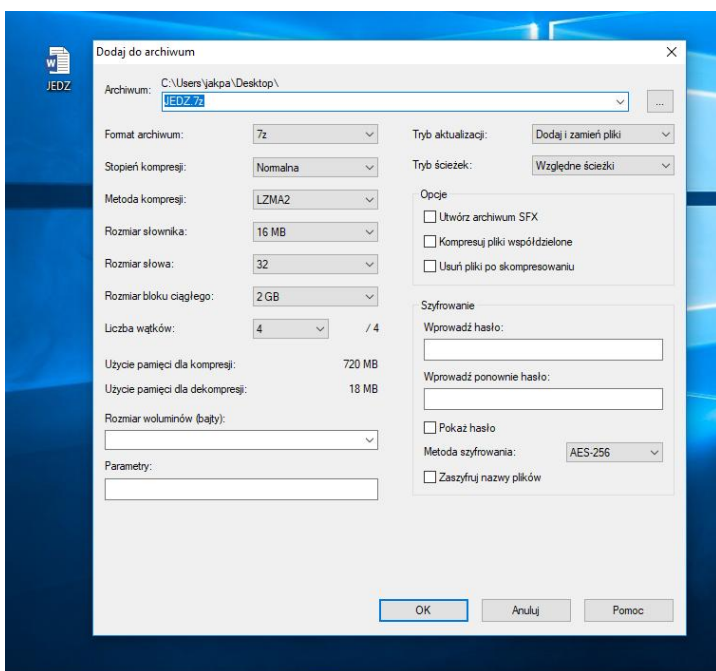 JEDZ
Dodaj do archiwum
Archiwum:
C:\Users\jakpa\Desktop\
JEDZ.7z
...
Format archiwum:
7z
Stopień kompresji:
Normalna
Metoda kompresji:
LZMA2
Rozmiar słownika:
16 MB
Rozmiar słowa:
32
Rozmiar bloku ciągłego:
2 GB
Liczba wątków:
4
/ 4
Użycie pamięci dla kompresji:
720 MB
Użycie pamięci dla dekompresji:
18 MB
Rozmiar woluminów (bajty):
Parametry:
Tryb aktualizacji:
Dodaj i zamień pliki
Tryb ścieżek:
Względne ścieżki
Opcje
Utwórz archiwum SFX
Kompresuj pliki współdzielone
Usuń pliki po skompresowaniu
Szyfrowanie
Wprowadź hasło:
Wprowadź ponownie hasło:
Pokaż hasło
Metoda szyfrowania:
AES-256
Zaszyfruj nazwy plików
OK
Anuluj
Pomoc